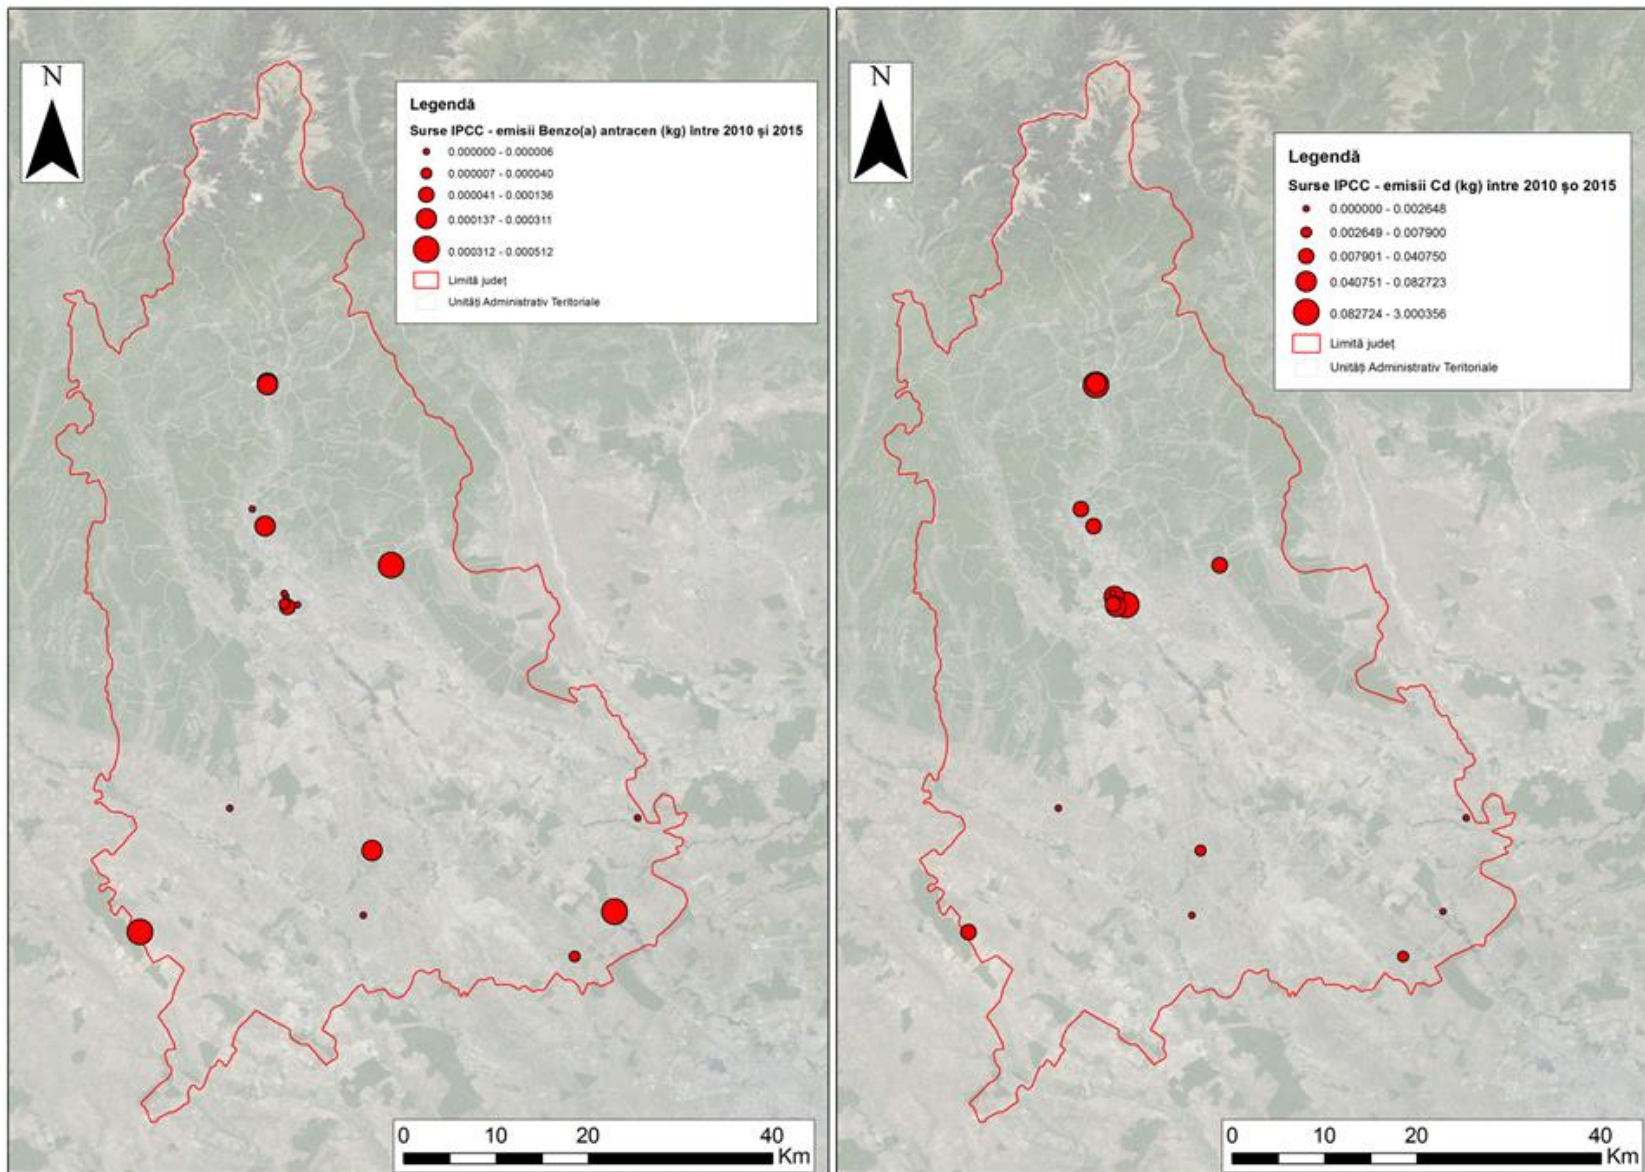 N
Legendă
Surse IPCC - emisii Benzo(a) antracen (kg) între 2010 și 2015
0.000000 - 0.000006
0.000007 - 0.000040
0.000041 - 0.000136
0.000137 - 0.000311
0.000312 - 0.000512
Limită județ
Unități Administrativ Teritoriale
0 10 20 40
Km
N
Legendă
Surse IPCC - emisii Cd (kg) între 2010 șo 2015
0.000000 - 0.002648
0.002649 - 0.007900
0.007901 - 0.040750
0.040751 - 0.082723
0.082724 - 3.000356
Limită județ
Unități Administrativ Teritoriale
0 10 20 40
Km